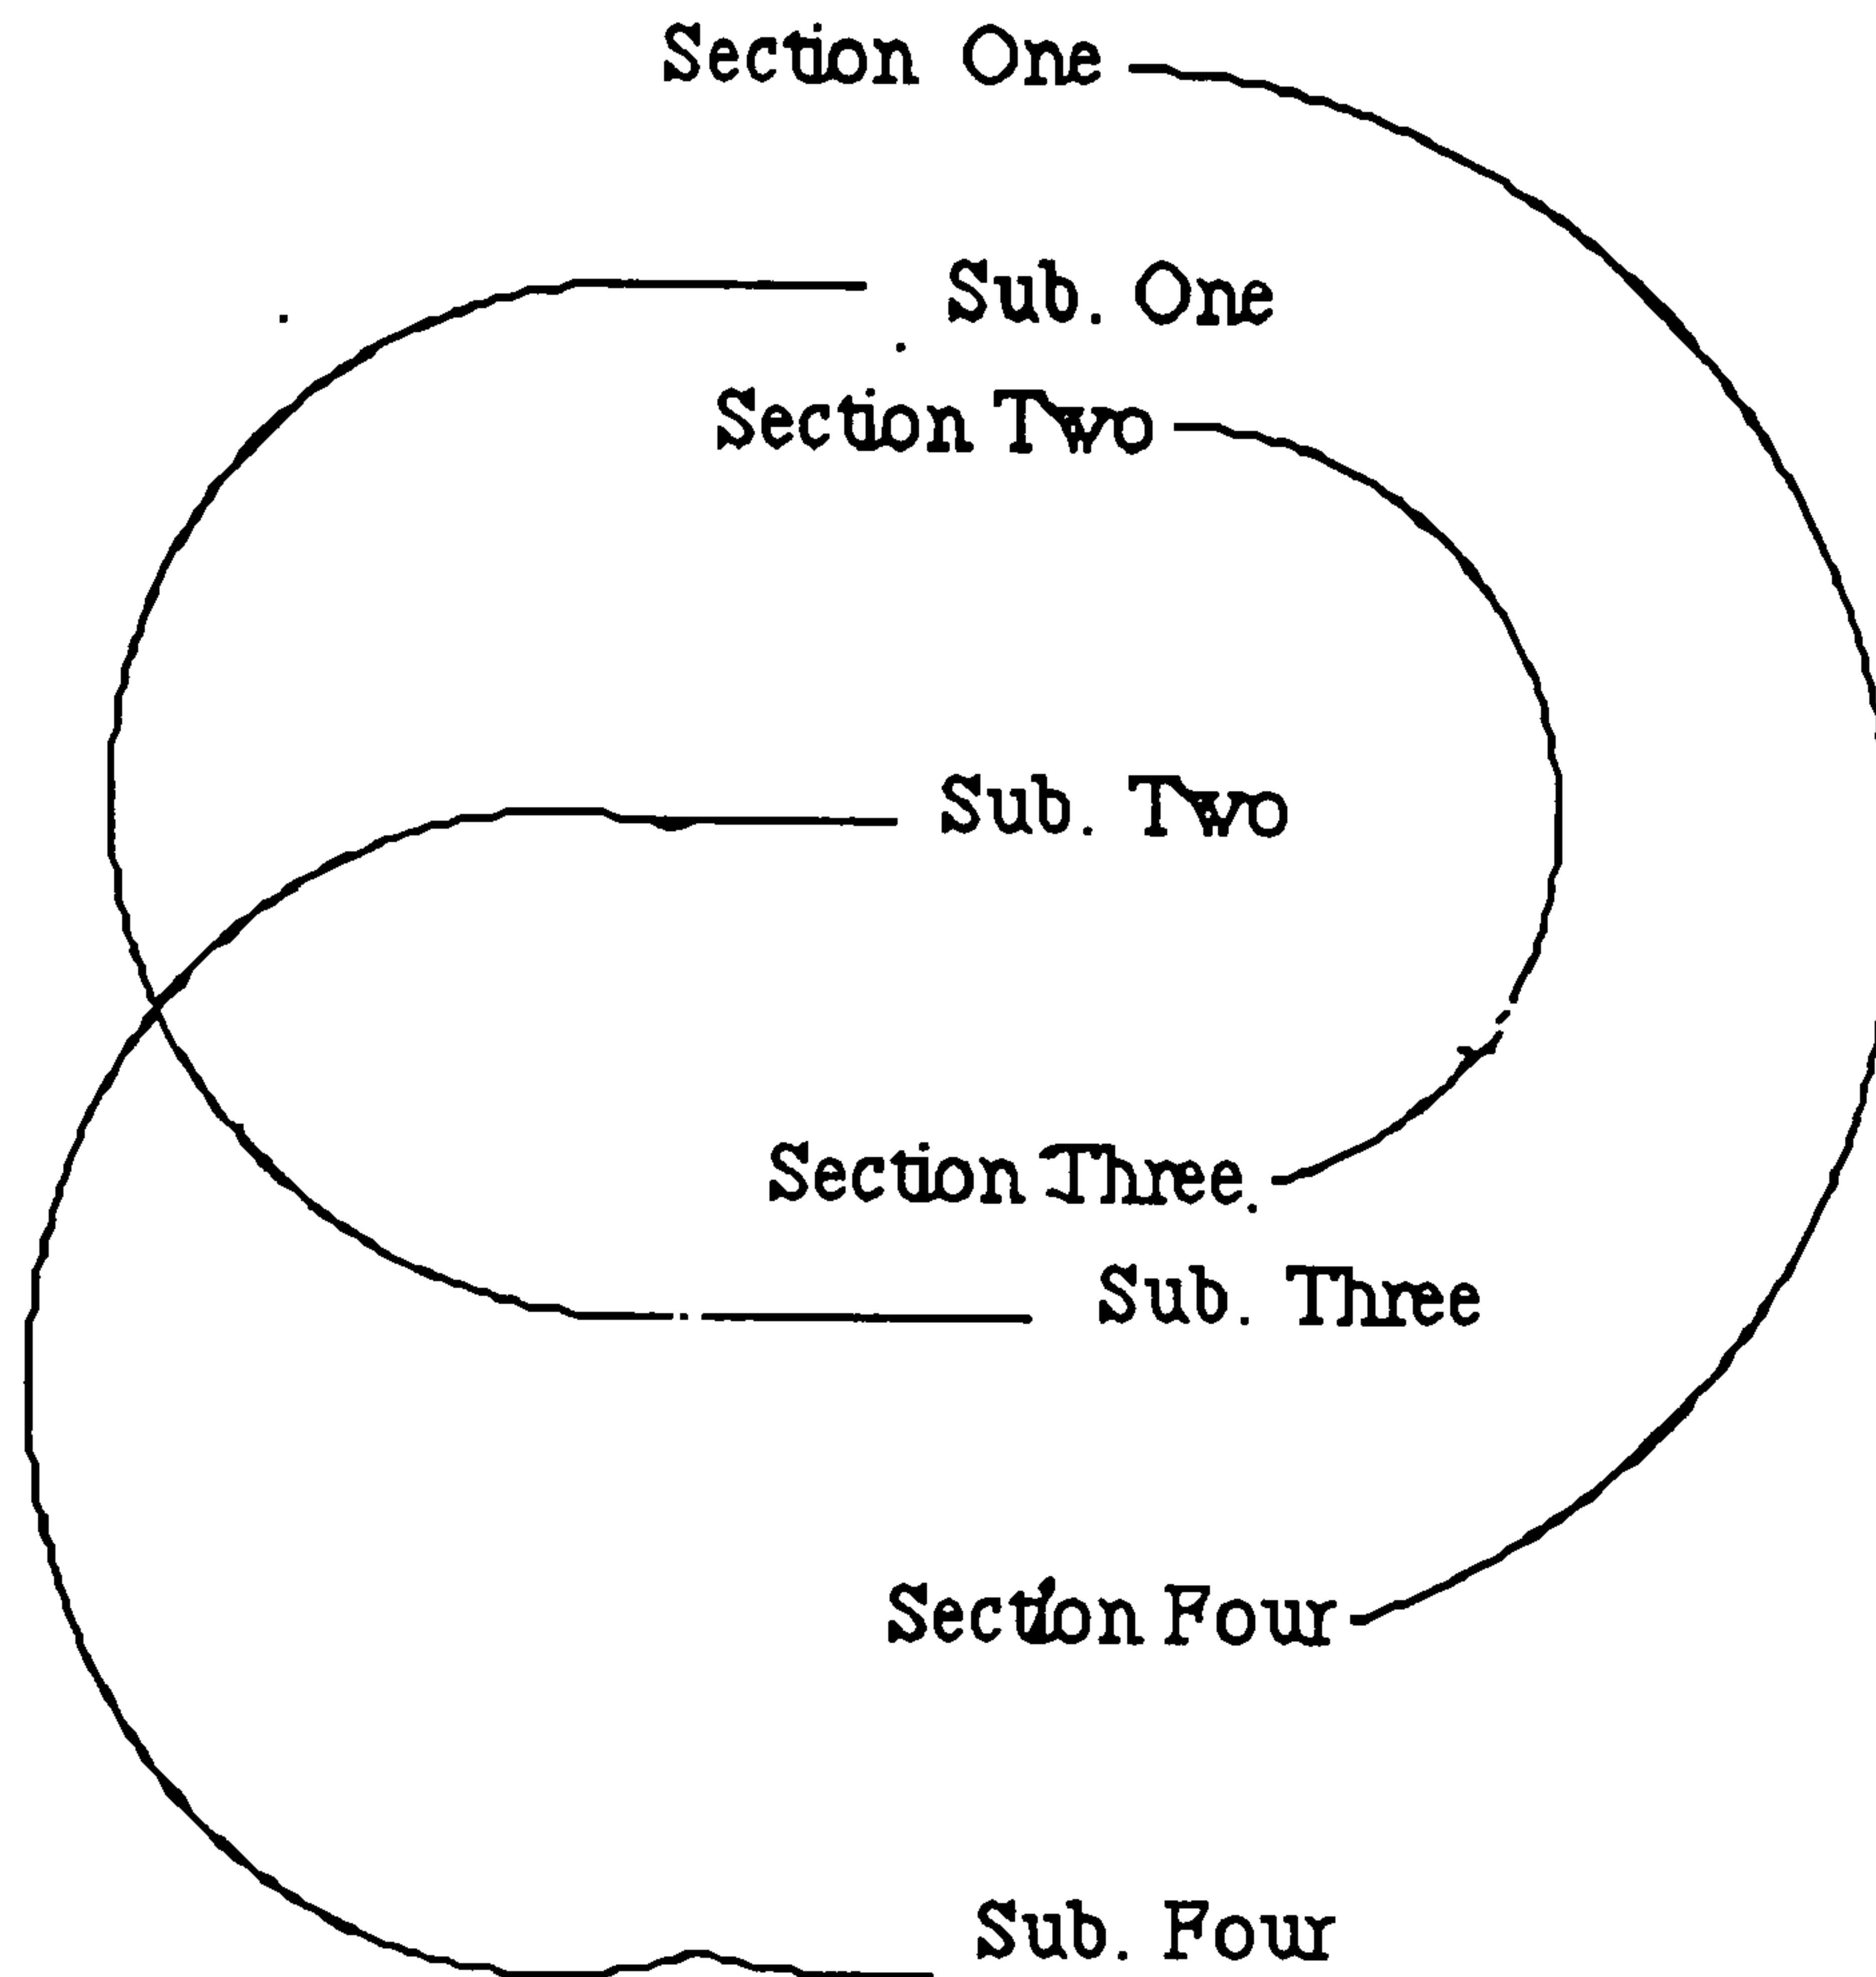 Section One
Sub. One
Section Two
Sub. Two
Section Three.
Sub. Three
Section Four
Sub. Four